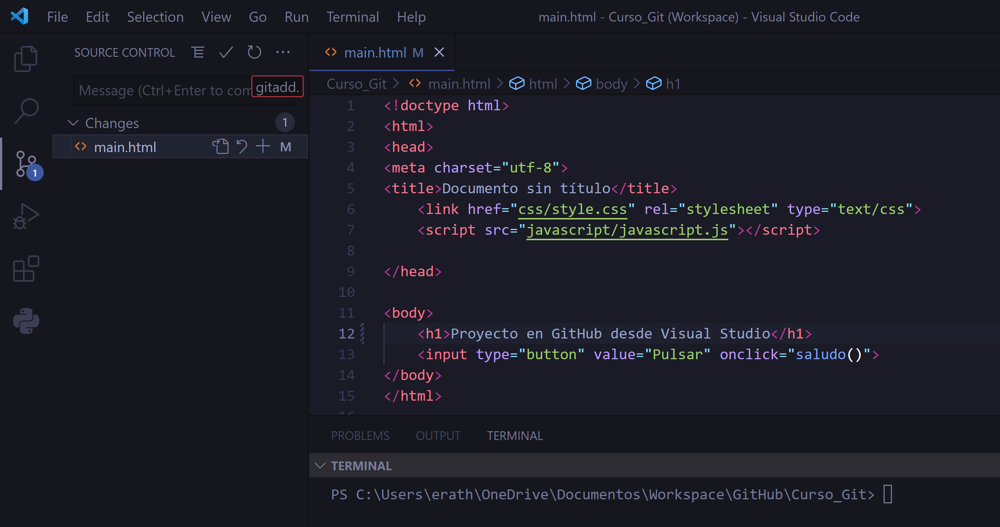 File Edit Selection View Go Run Terminal Help main.html - Curso_Git (Workspace) - Visual Studio Code
SOURCE CONTROL
Message (Ctrl+Enter to com
gitadd.
Changes 1
main.html M
1
main.html M
Curso_Git > main.html > html > body > h1
1 <!doctype html>
2 <html>
3 <head>
4 <meta charset="utf-8">
5 <title>Documento sin título</title>
6 <link href="css/style.css" rel="stylesheet" type="text/css">
7 <script src="javascript/javascript.js"></script>
8
9 </head>
10
11 <body>
12 <h1>Proyecto en GitHub desde Visual Studio</h1>
13 <input type="button" value="Pulsar" onclick="saludo()">
14 </body>
15 </html>
PROBLEMS OUTPUT TERMINAL
TERMINAL
PS C:\Users\erath\OneDrive\Documentos\Workspace\GitHub\Curso_Git>